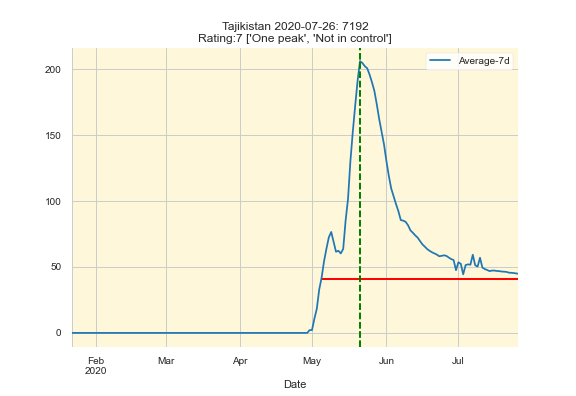 Tajikistan 2020-07-26: 7192
Rating:7 ['One peak', 'Not in control']
Average-7d
200
150
100
50
0
Feb Mar Apr May Jun Jul
2020
Date